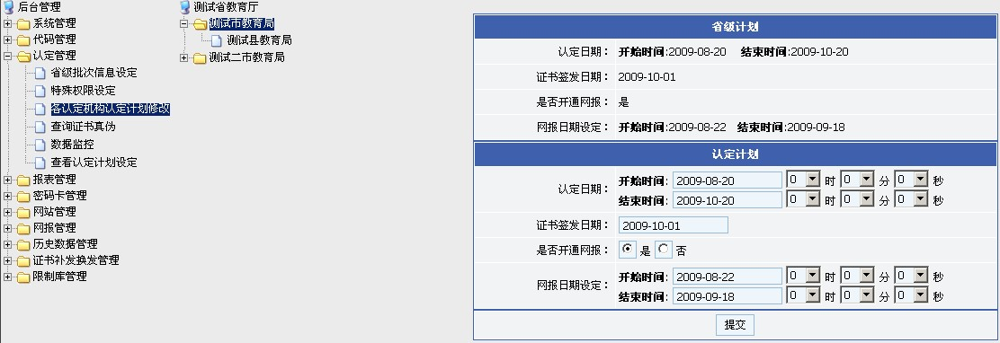 后台管理
系统管理
代码管理
认定管理
省级批次信息设定
特殊权限设定
各认定机构认定计划修改
查询证书真伪
数据监控
查看认定计划设定
报表管理
密码卡管理
网站管理
网报管理
历史数据管理
证书补发换发管理
限制库管理
测试省教育厅
测试市教育局
测试县教育局
测试二市教育局
省级计划
认定日期： 开始时间:2009-08-20 结束时间:2009-10-20
证书签发日期： 2009-10-01
是否开通网报： 是
网报日期设定： 开始时间:2009-08-22 结束时间:2009-09-18
认定计划
认定日期：
开始时间: 2009-08-20 0 时 0 分 0 秒
结束时间: 2009-10-20 0 时 0 分 0 秒
证书签发日期： 2009-10-01
是否开通网报： 是 否
网报日期设定：
开始时间: 2009-08-22 0 时 0 分 0 秒
结束时间: 2009-09-18 0 时 0 分 0 秒
提交